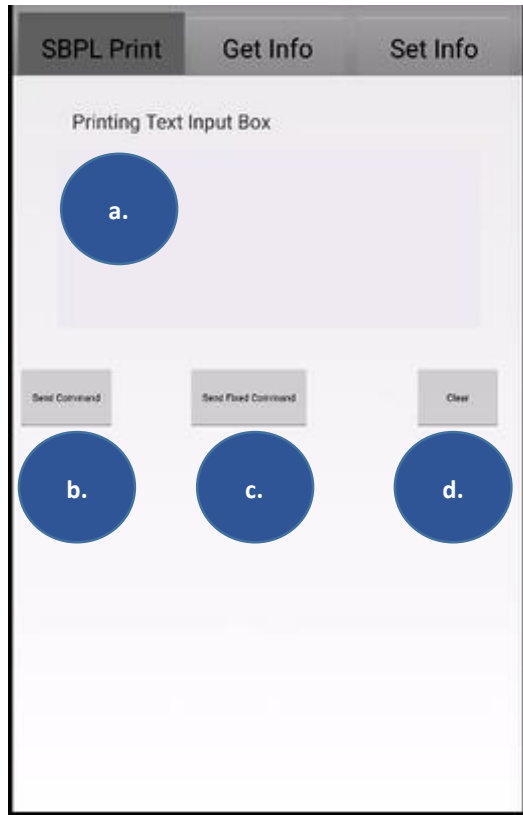 SBPL Print Get Info Set Info
Printing Text Input Box
a.
Send Command Send Fixed Command Clear
b. c. d.